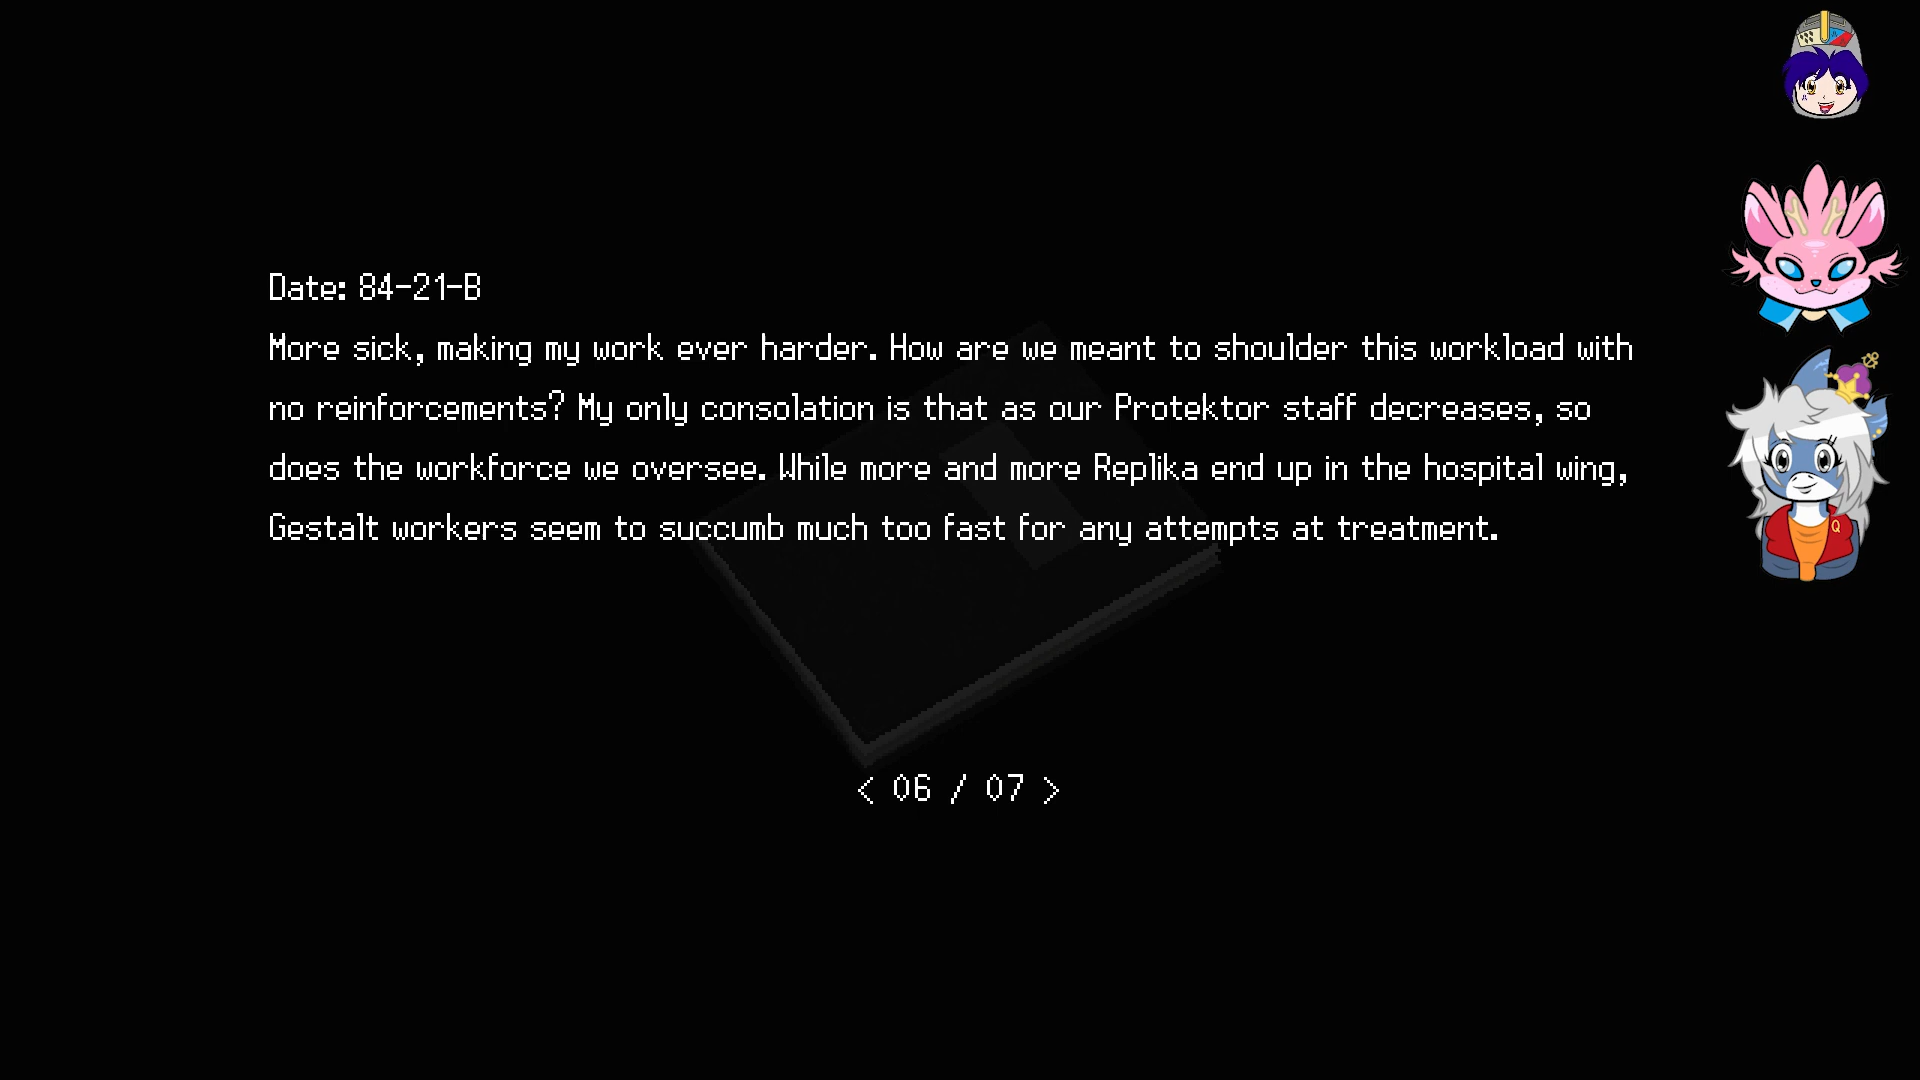 Date: 84-21-B
More sick, making my work ever harder. How are we meant to shoulder this workload with
no reinforcements? My only consolation is that as our Protektor staff decreases, so
does the workforce we oversee. While more and more Replika end up in the hospital wing,
Gestalt workers seem to succumb much too fast for any attempts at treatment.
< 06 / 07 >
Q